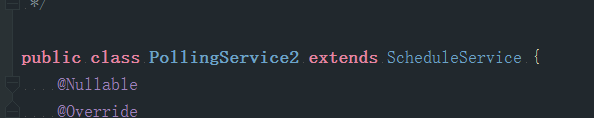 */
public class PollingService2 extends ScheduleService {
@Nullable
@Override